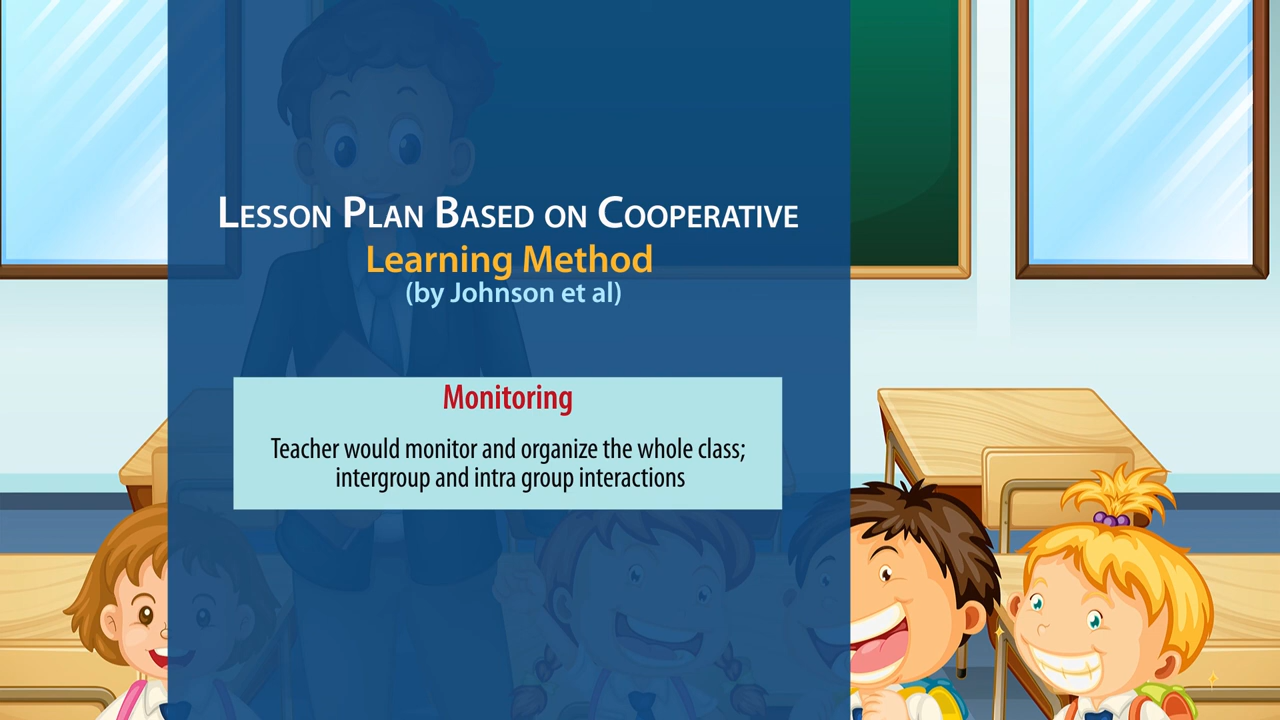 Lesson Plan Based on Cooperative
Learning Method
(by Johnson et al)
Monitoring
Teacher would monitor and organize the whole class;
intergroup and intra group interactions